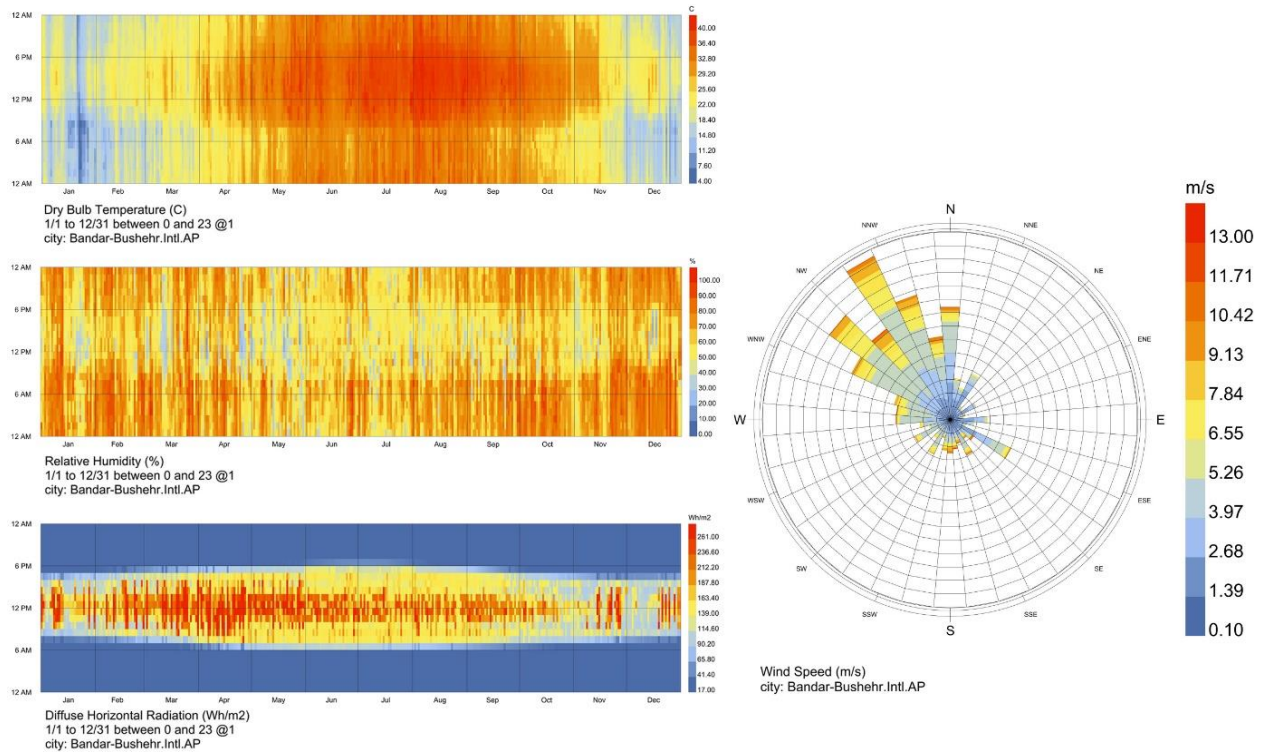 C
12 AM
40.00
36.40
6 PM
32.80
29.20
25.60
12 PM
22.00
18.40
14.80
6 AM
11.20
7.60
12 AM
4.00
Jan Feb Mar Apr May Jun Jul Aug Sep Oct Nov Dec
Dry Bulb Temperature (C)
1/1 to 12/31 between 0 and 23 @1
city: Bandar-Bushehr.Intl.AP
%
12 AM
100.00
90.00
6 PM
80.00
70.00
60.00
12 PM
50.00
40.00
30.00
6 AM
20.00
10.00
12 AM
0.00
Jan Feb Mar Apr May Jun Jul Aug Sep Oct Nov Dec
Relative Humidity (%)
1/1 to 12/31 between 0 and 23 @1
city: Bandar-Bushehr.Intl.AP
Wh/m2
12 AM
261.00
236.60
6 PM
212.20
187.80
163.40
12 PM
139.00
114.60
90.20
6 AM
65.80
41.40
12 AM
17.00
Jan Feb Mar Apr May Jun Jul Aug Sep Oct Nov Dec
Diffuse Horizontal Radiation (Wh/m2)
1/1 to 12/31 between 0 and 23 @1
city: Bandar-Bushehr.Intl.AP
N
NNW NNE
NW NE
WNW ENE
W E
WSW ESE
SW SE
SSW SSE
S
m/s
13.00
11.71
10.42
9.13
7.84
6.55
5.26
3.97
2.68
1.39
0.10
Wind Speed (m/s)
city: Bandar-Bushehr.Intl.AP